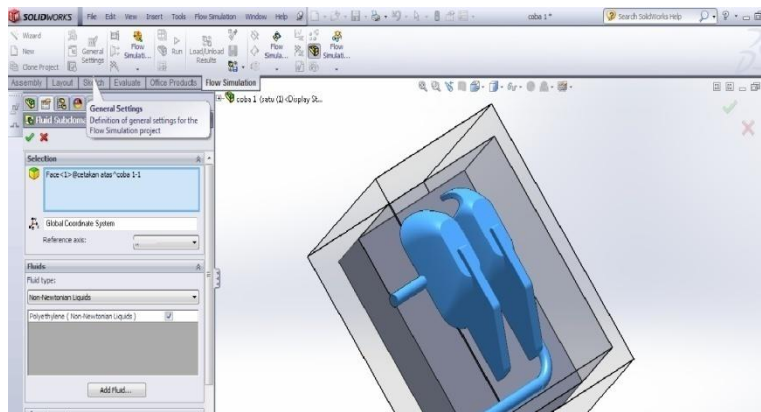 SOLIDWORKS File Edit View Insert Tools Flow Simulation Window Help
coba 1 *
Search SolidWorks Help
Wizard
New
Clone Project
General Settings
Flow Simulati...
Run
Load/Unload Results
Flow Simula...
Flow Simulati...
Assembly Layout Sketch Evaluate Office Products Flow Simulation
General Settings
Definition of general settings for the Flow Simulation project
coba 1 (satu (1)<Display St...
Fluid Subdoma
Selection
Face<1>@cetakan atas^coba 1-1
Global Coordinate System
Reference axis:
Fluids
Fluid type:
Non-Newtonian Liquids
Polyethylene ( Non-Newtonian Liquids )
Add Fluid...